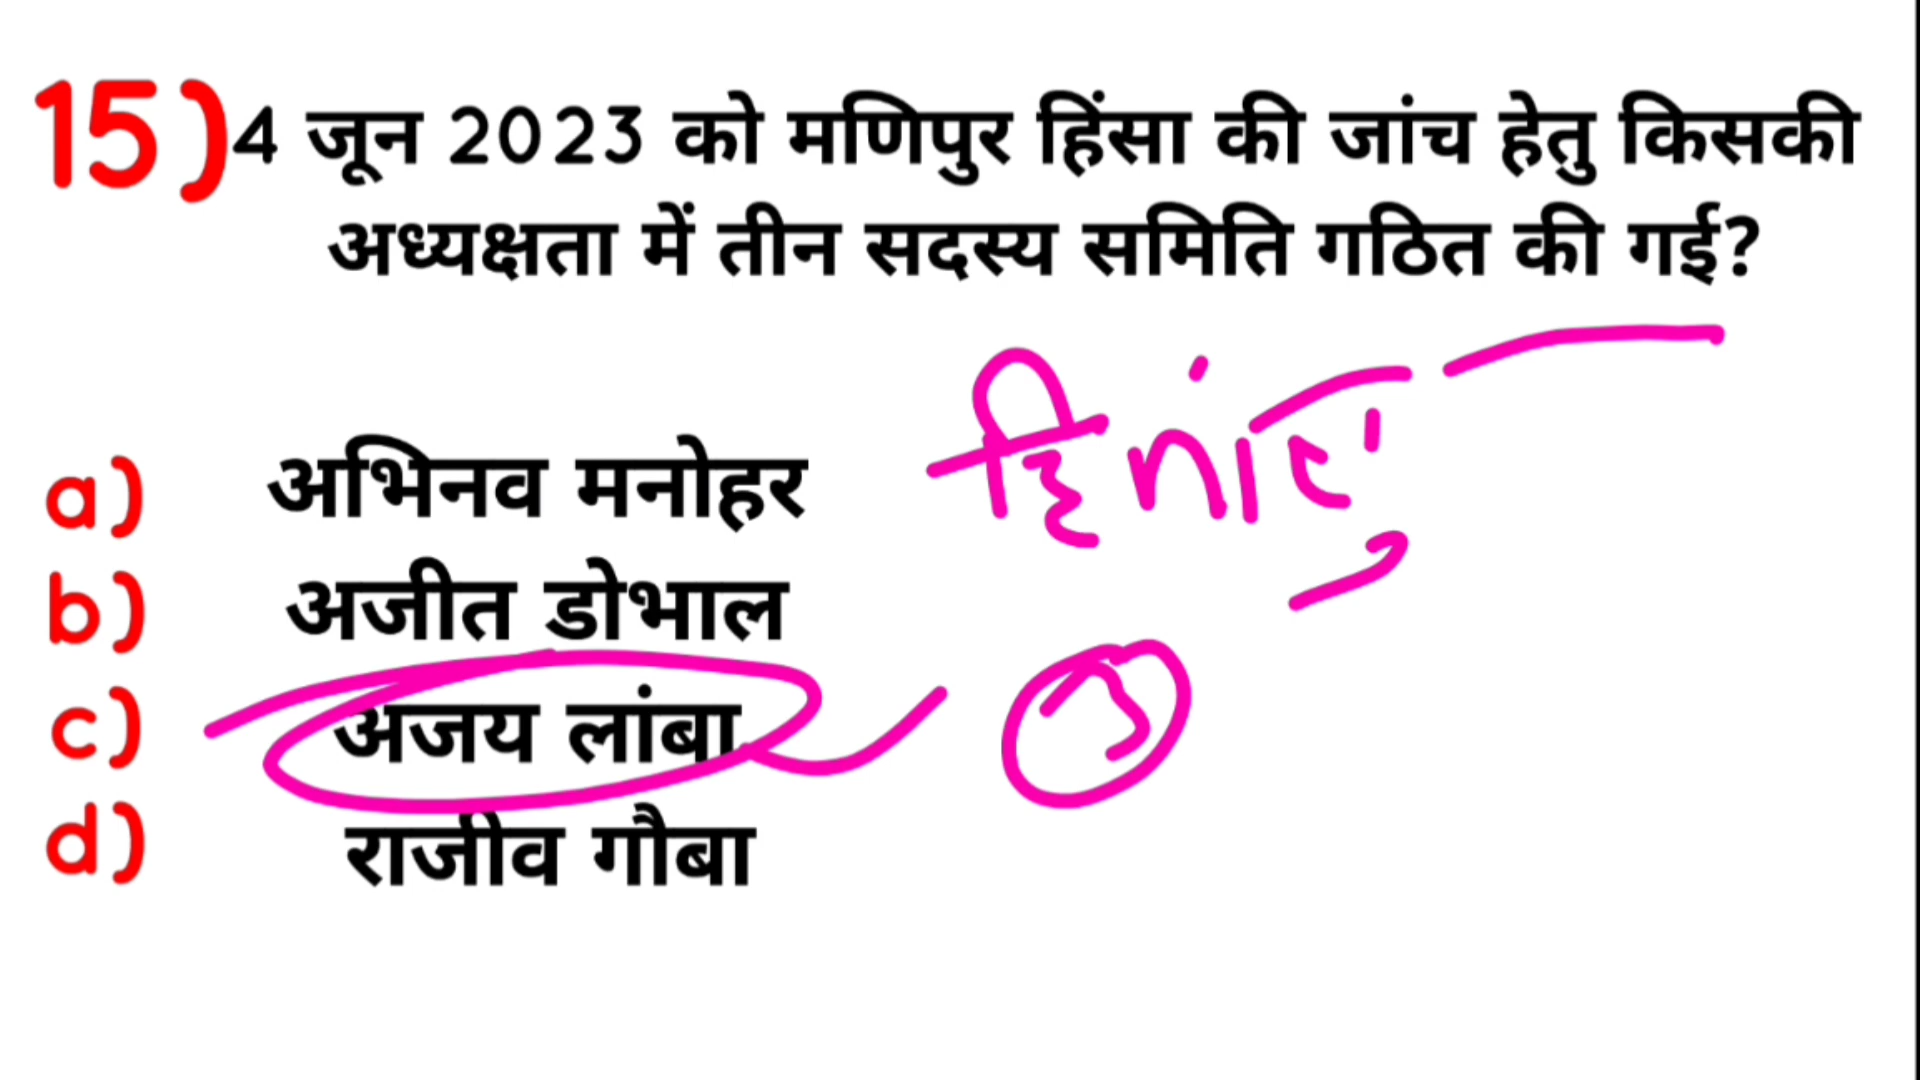 15) 4 जून 2023 को मणिपुर हिंसा की जांच हेतु किसकी
अध्यक्षता में तीन सदस्य समिति गठित की गई?
a) अभिनव मनोहर
b) अजीत डोभाल
c) अजय लांबा
d) राजीव गौबा